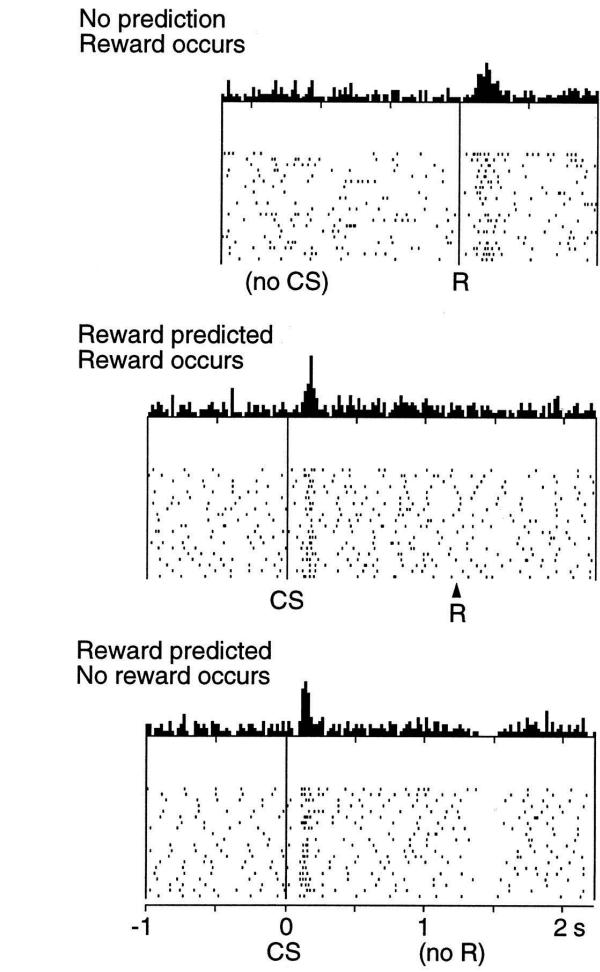 No prediction
Reward occurs
(no CS)
R
Reward predicted
Reward occurs
CS
R
Reward predicted
No reward occurs
-1
0
1
2 s
CS
(no R)